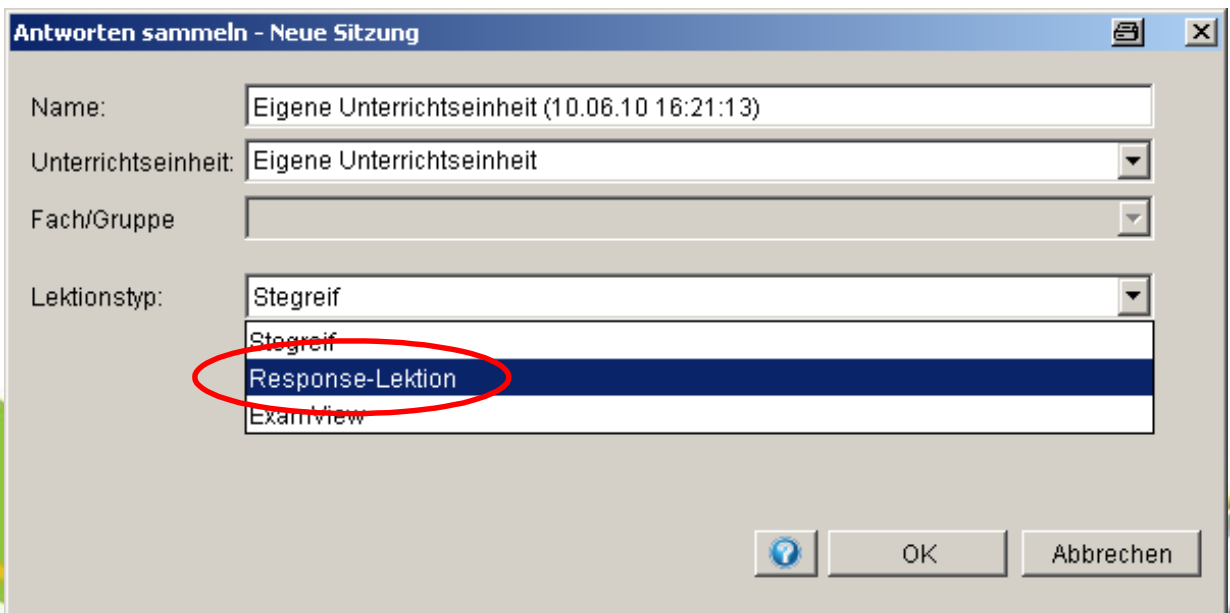 Antworten sammeln - Neue Sitzung
Name: Eigene Unterrichtseinheit (10.06.10 16:21:13)
Unterrichtseinheit: Eigene Unterrichtseinheit
Fach/Gruppe
Lektionstyp: Stegreif
Stegreif
Response-Lektion
ExamView
OK Abbrechen